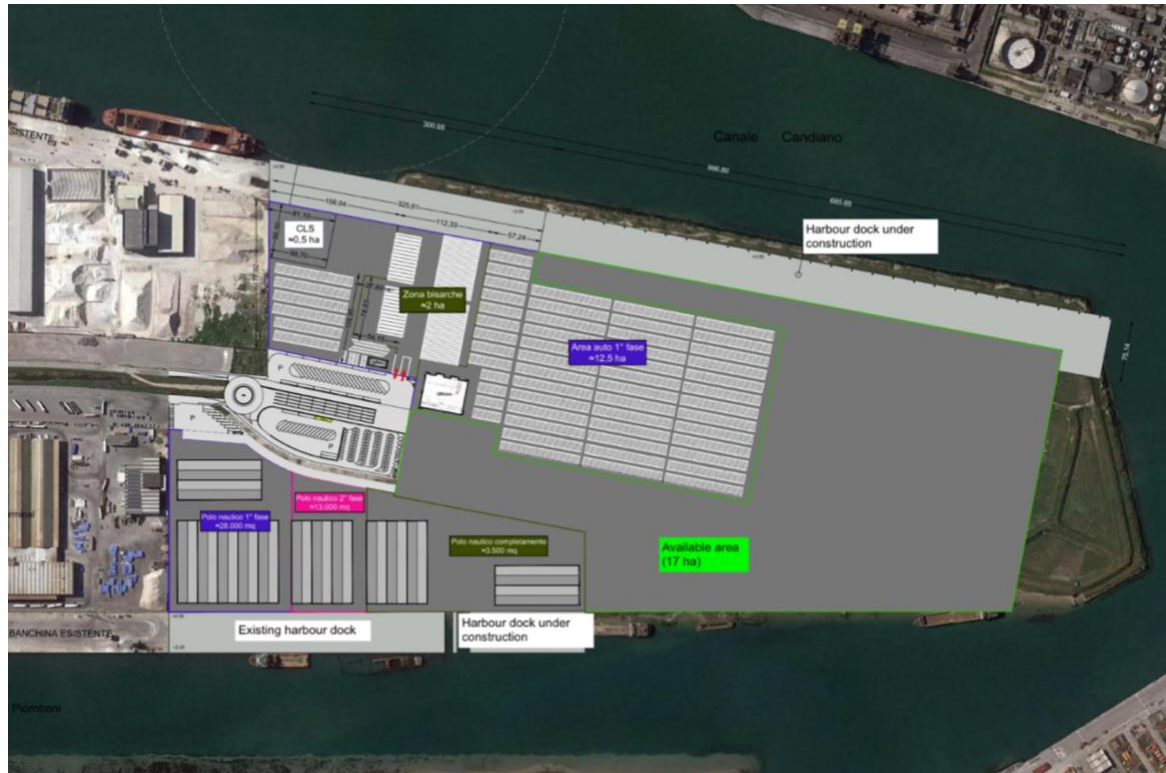 SISTENTE
300.85
Canale Candiano
986.80
685.85
Harbour dock under
construction
75.14
325.61
156.04
112.33
57.24
CLS
≈0,5 ha
Zona bisarche
≈2 ha
Area auto 1° fase
≈12,5 ha
P
P
P
Polo nautico 1° fase
≈28.000 mq
Polo nautico 2° fase
≈13.000 mq
Polo nautico completamento
≈3.500 mq
Available area
(17 ha)
Existing harbour dock
Harbour dock under
construction
BANCHINA ESISTENTE
Piomboni